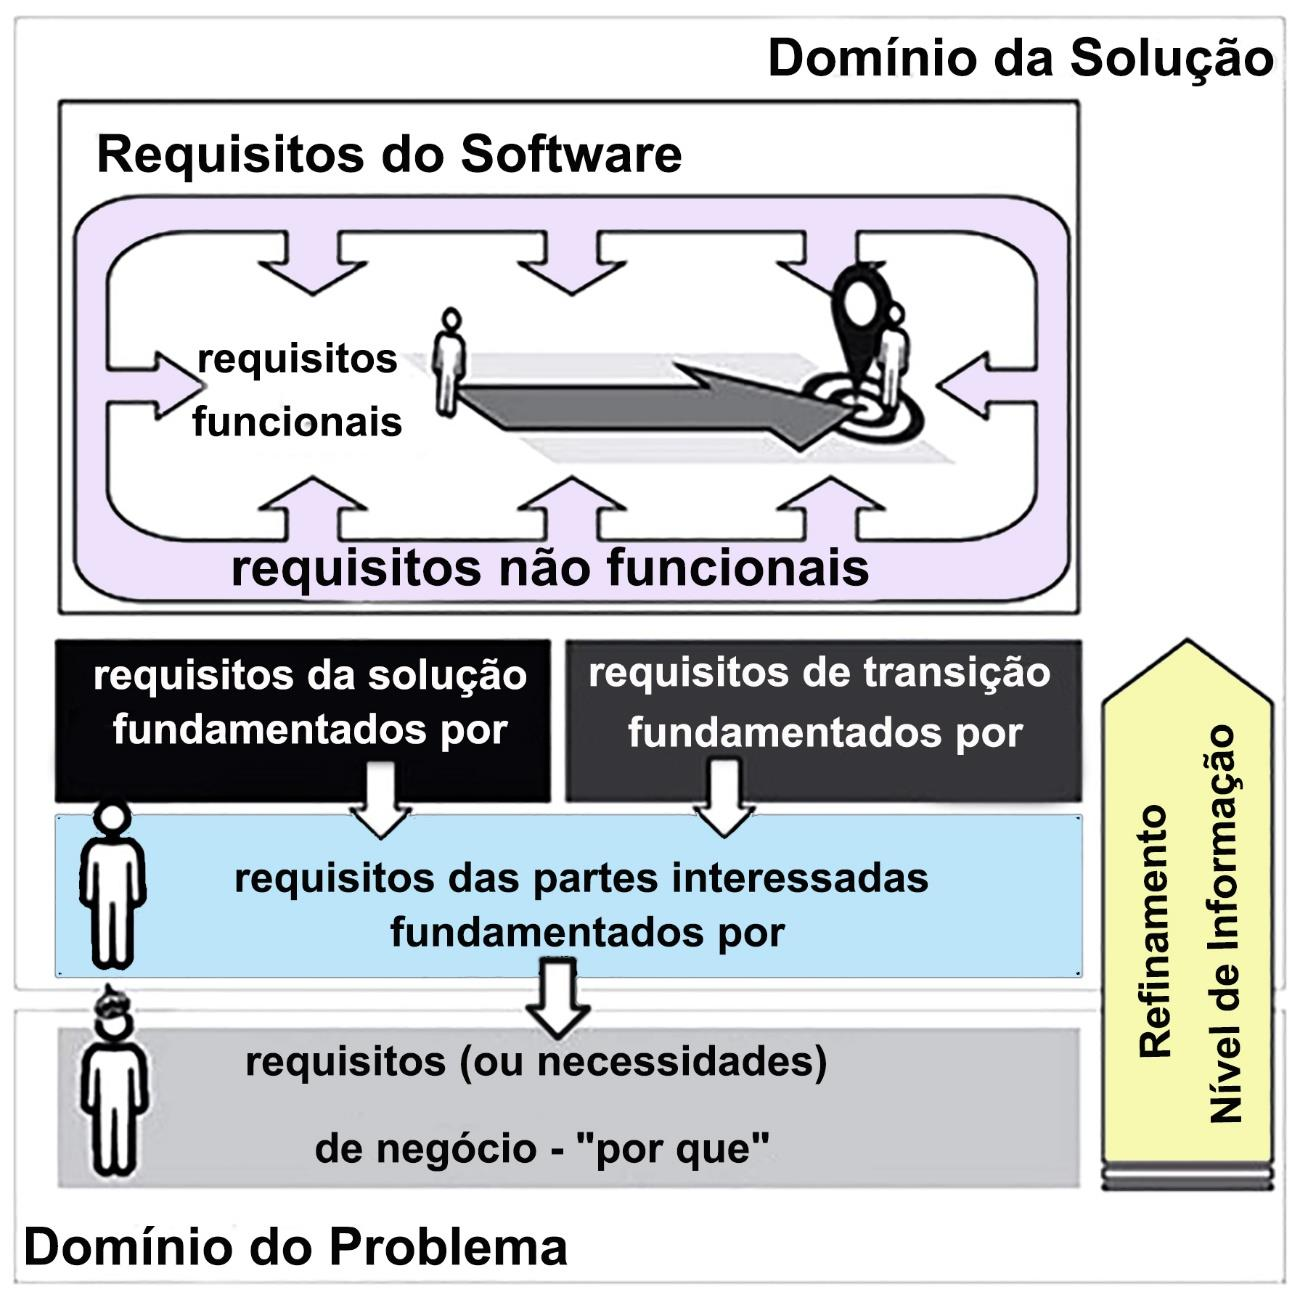 Domínio da Solução
Requisitos do Software
requisitos
funcionais
requisitos não funcionais
requisitos da solução
fundamentados por
requisitos de transição
fundamentados por
requisitos das partes interessadas
fundamentados por
requisitos (ou necessidades)
de negócio - "por que"
Refinamento
Nível de Informação
Domínio do Problema